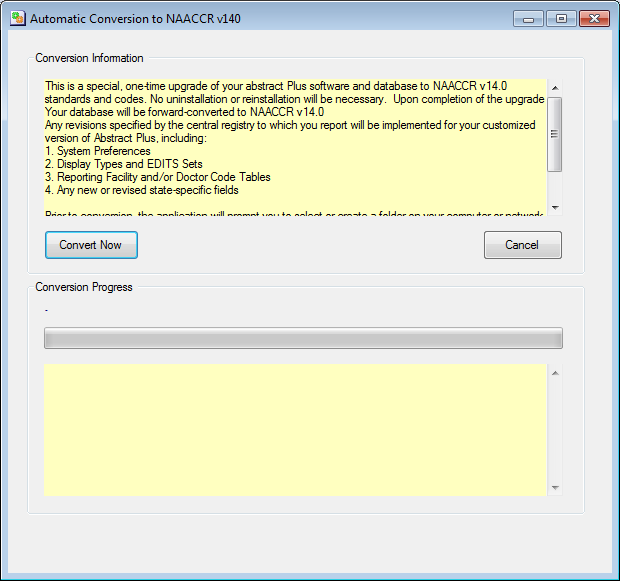 Automatic Conversion to NAACCR v140
Conversion Information
This is a special, one-time upgrade of your abstract Plus software and database to NAACCR v14.0
standards and codes. No uninstallation or reinstallation will be necessary.  Upon completion of the upgrade
Your database will be forward-converted to NAACCR v14.0
Any revisions specified by the central registry to which you report will be implemented for your customized
version of Abstract Plus, including:
1. System Preferences
2. Display Types and EDITS Sets
3. Reporting Facility and/or Doctor Code Tables
4. Any new or revised state-specific fields
Prior to conversion, the application will prompt you to select or create a folder on your computer or network
Convert Now
Cancel
Conversion Progress
-